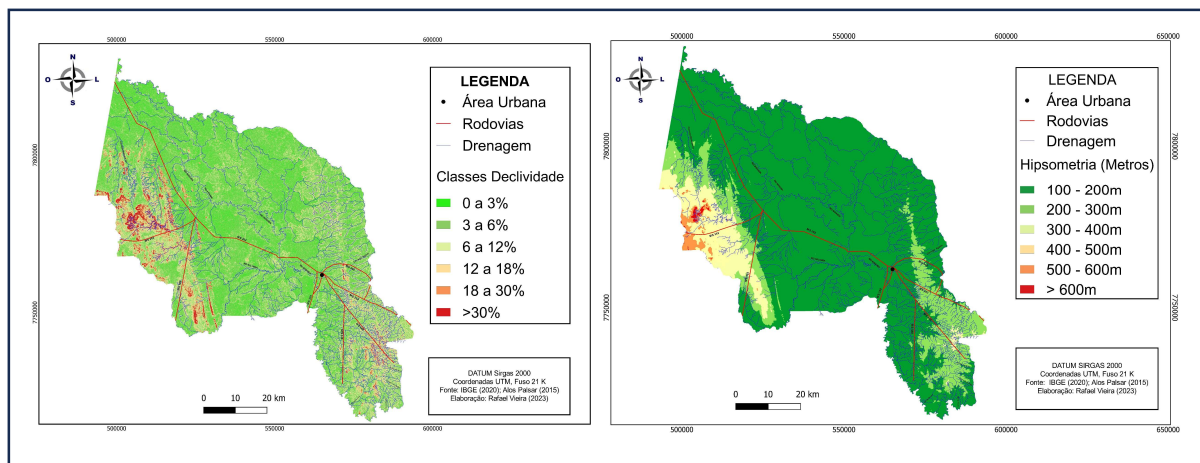 500000
550000
600000
N
O
L
S
7800000
7750000
LEGENDA
Área Urbana
Rodovias
Drenagem
Classes Declividade
0 a 3%
3 a 6%
6 a 12%
12 a 18%
18 a 30%
>30%
DATUM Sirgas 2000
Coordenadas UTM, Fuso 21 K
Fonte: IBGE (2020); Alos Palsar (2015)
Elaboração: Rafael Vieira (2023)
0 10 20 km
500000
550000
600000
500000
550000
600000
650000
N
O
L
S
7800000
7750000
LEGENDA
Área Urbana
Rodovias
Drenagem
Hipsometria (Metros)
100 - 200m
200 - 300m
300 - 400m
400 - 500m
500 - 600m
> 600m
7800000
7750000
DATUM SIRGAS 2000
Coordenadas UTM, Fuso 21 K
Fonte: IBGE (2020); Alos Palsar (2015)
Elaboração: Rafael Vieira (2023)
0 10 20 km
500000
550000
600000
650000